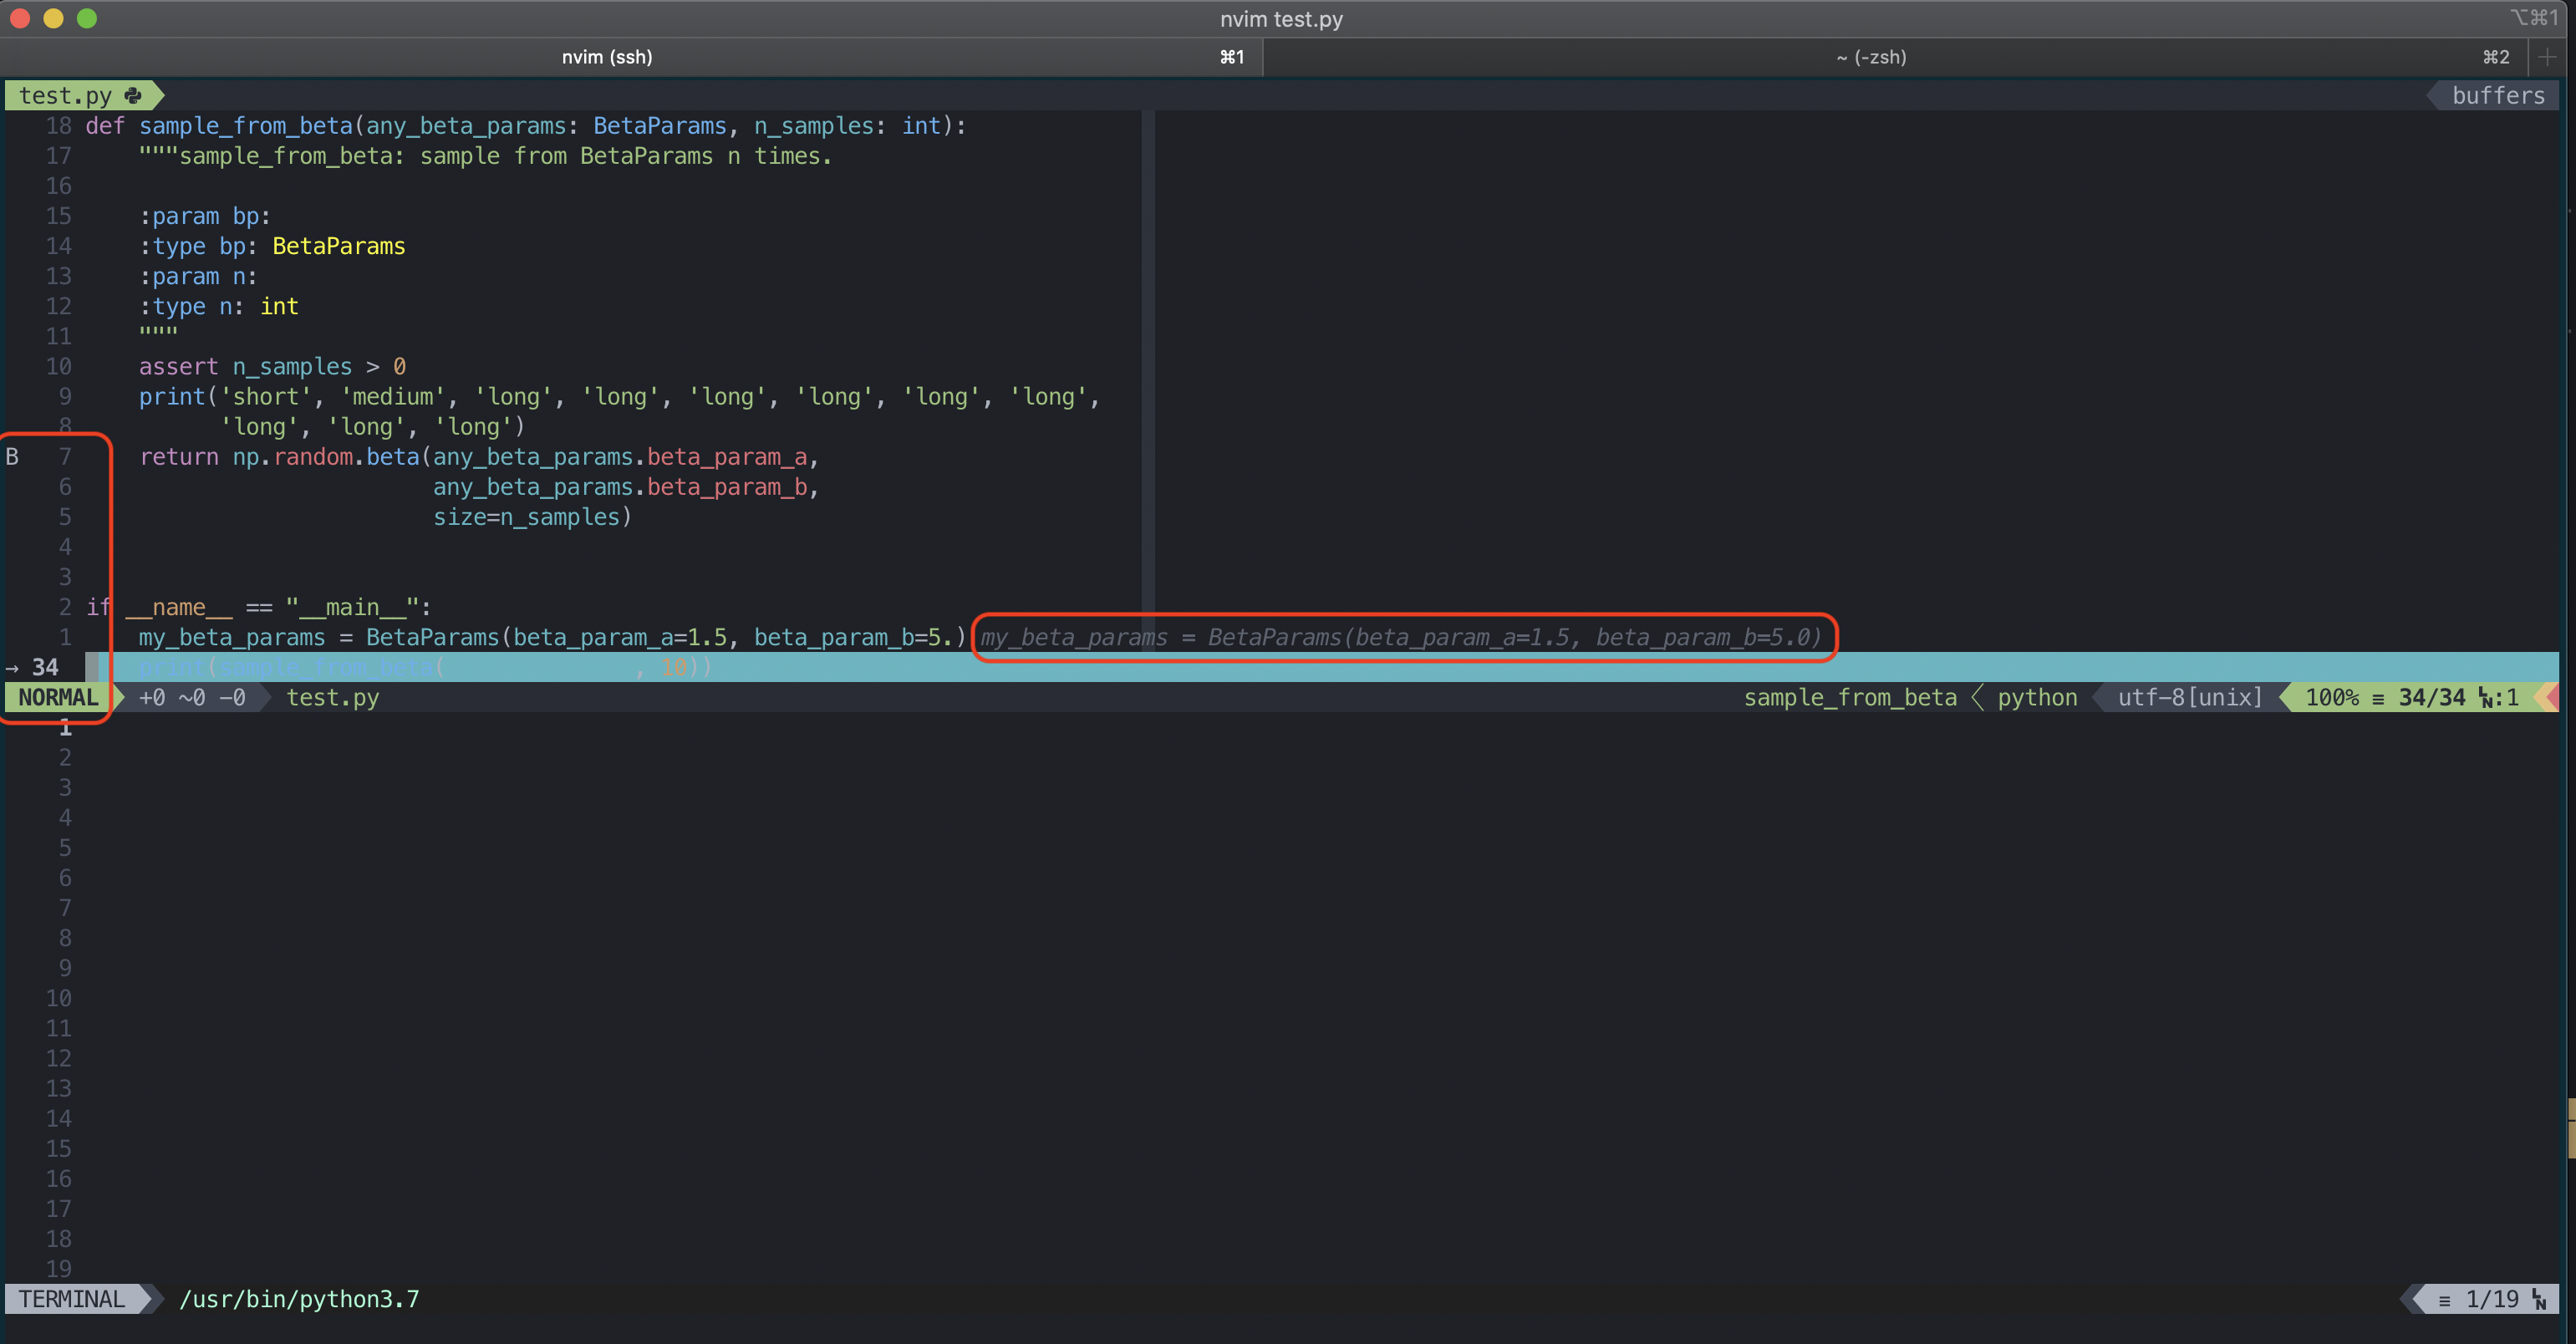 nvim test.py ⌥⌘1
nvim (ssh) ⌘1 ~ (-zsh) ⌘2 +
test.py buffers
18 def sample_from_beta(any_beta_params: BetaParams, n_samples: int):
17     """sample_from_beta: sample from BetaParams n times.
16
15     :param bp:
14     :type bp: BetaParams
13     :param n:
12     :type n: int
11     """
10     assert n_samples > 0
9     print('short', 'medium', 'long', 'long', 'long', 'long', 'long', 'long',
8           'long', 'long', 'long')
B 7     return np.random.beta(any_beta_params.beta_param_a,
6                           any_beta_params.beta_param_b,
5                           size=n_samples)
4
3
2 if __name__ == "__main__":
1     my_beta_params = BetaParams(beta_param_a=1.5, beta_param_b=5.) my_beta_params = BetaParams(beta_param_a=1.5, beta_param_b=5.0)
→ 34     print(sample_from_beta(              , 10))
NORMAL +0 ~0 -0 test.py sample_from_beta python utf-8[unix] 100% ≡ 34/34 ㏑:1
1
2
3
4
5
6
7
8
9
10
11
12
13
14
15
16
17
18
19
TERMINAL /usr/bin/python3.7 ≡ 1/19 ㏑